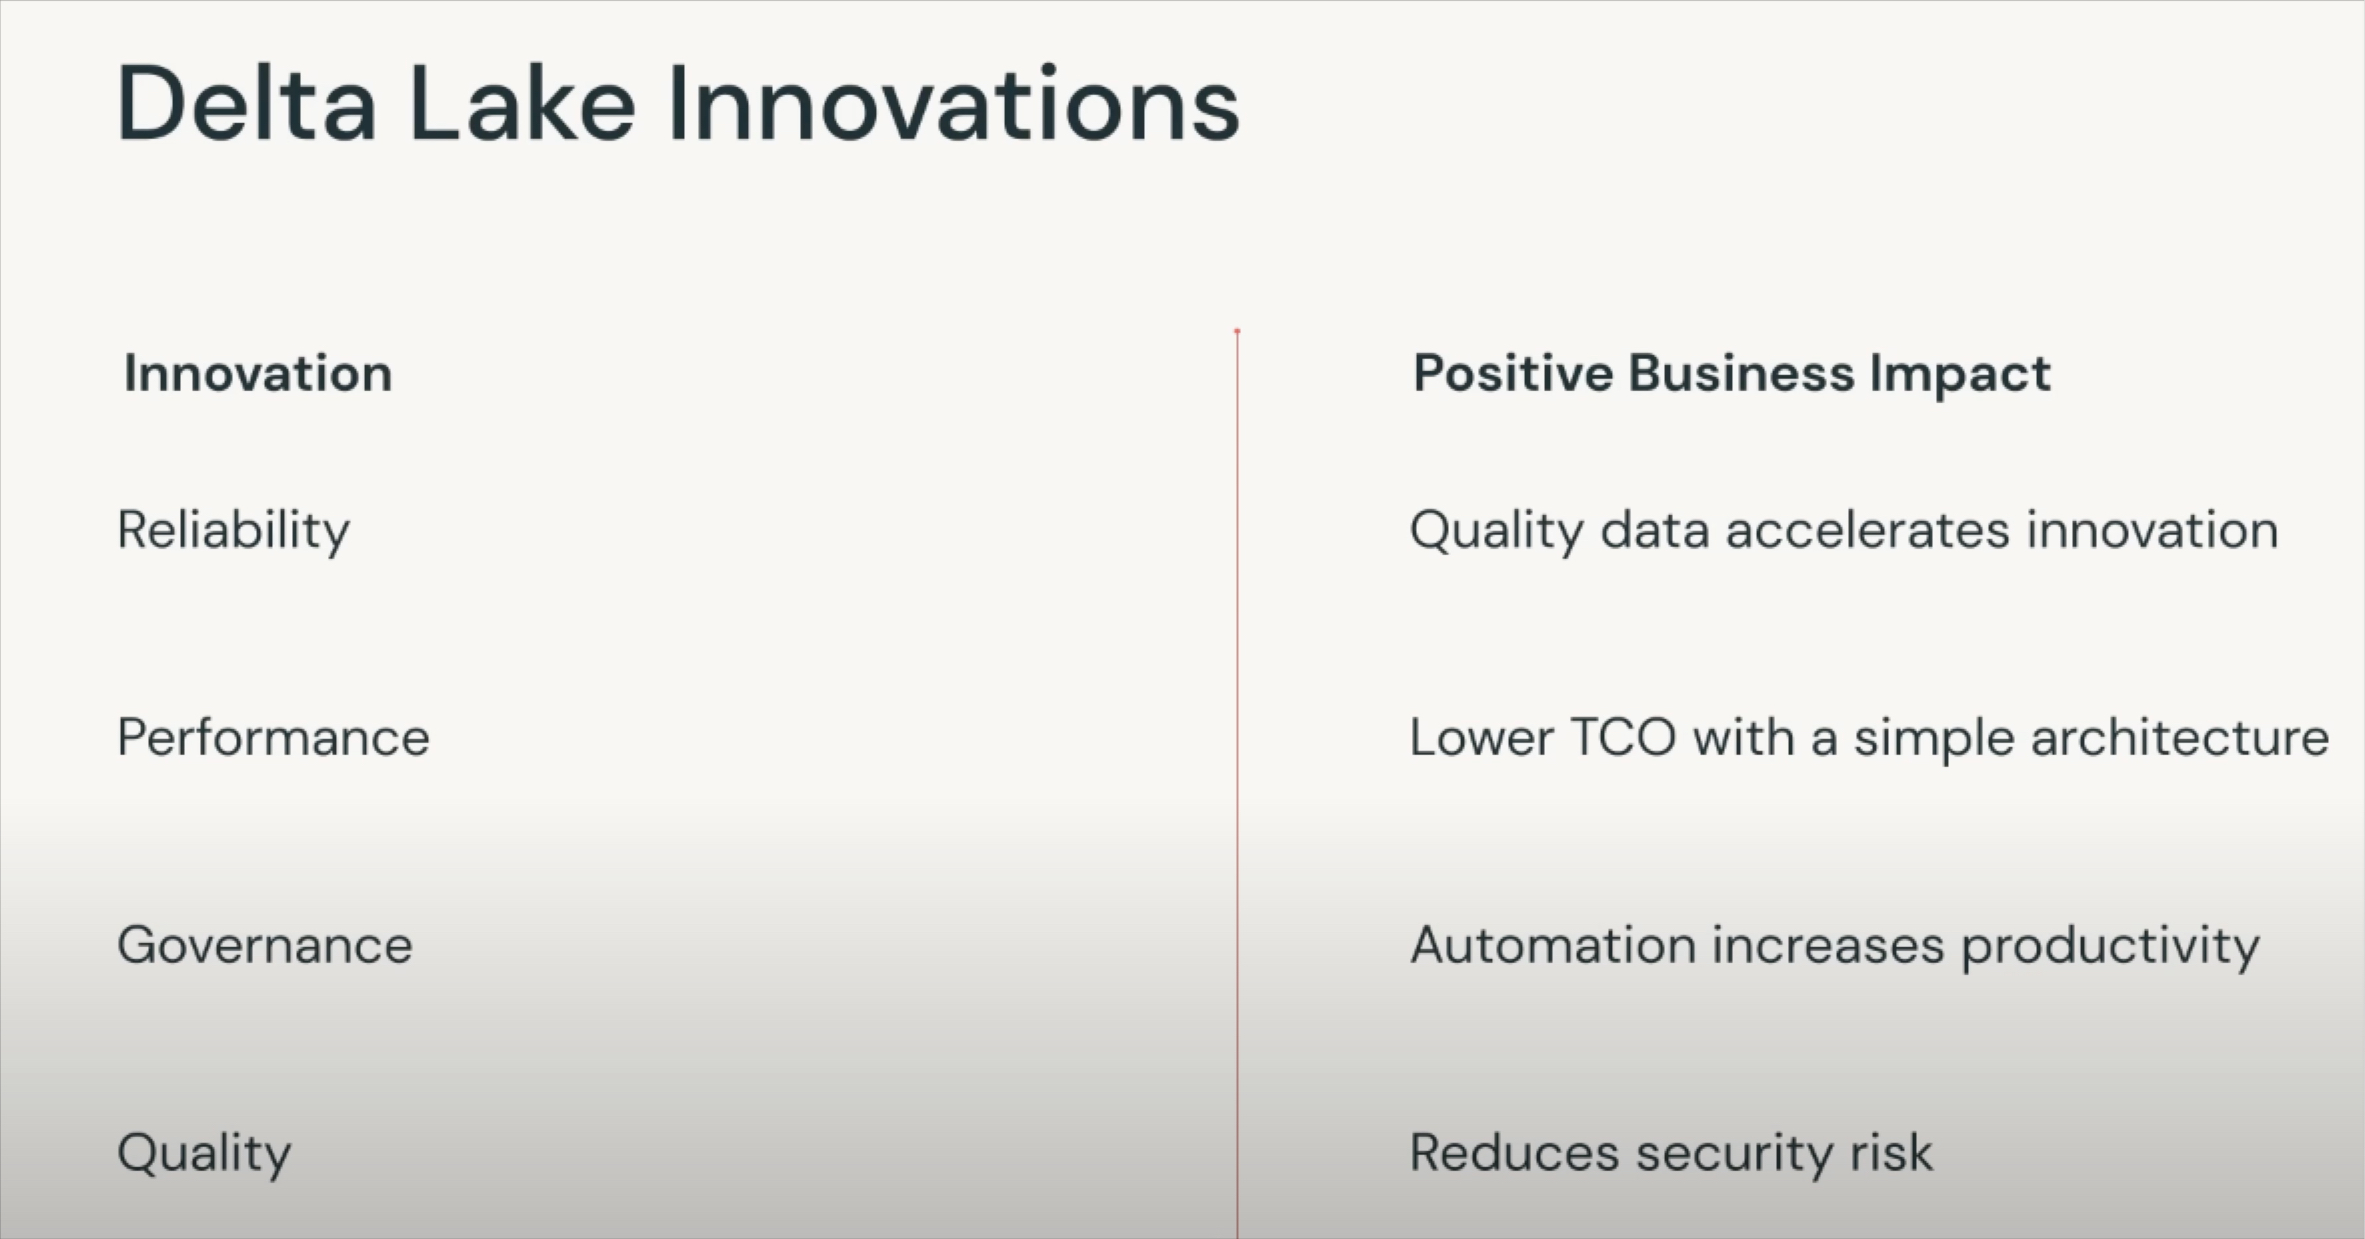 Delta Lake Innovations
Innovation
Positive Business Impact
Reliability
Quality data accelerates innovation
Performance
Lower TCO with a simple architecture
Governance
Automation increases productivity
Quality
Reduces security risk